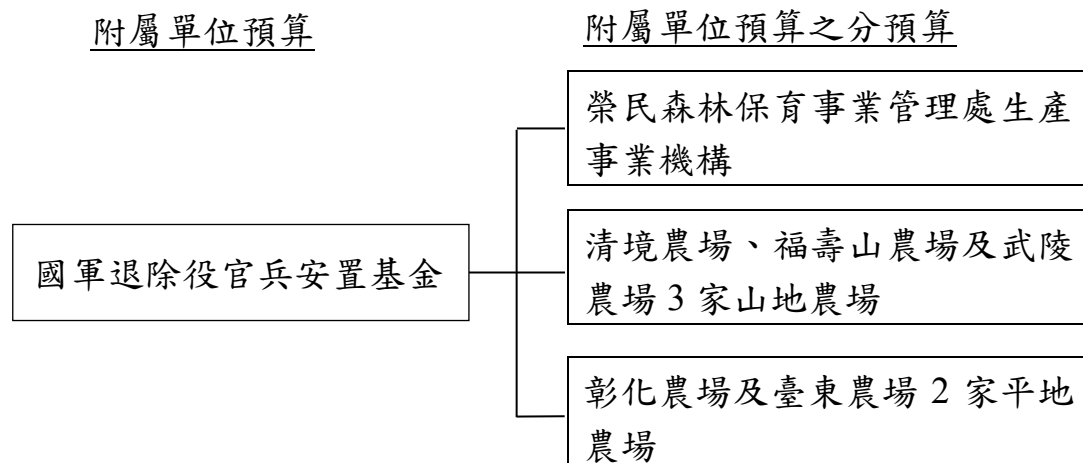 附屬單位預算
附屬單位預算之分預算
榮民森林保育事業管理處生產
事業機構
國軍退除役官兵安置基金
清境農場、福壽山農場及武陵
農場 3 家山地農場
彰化農場及臺東農場 2 家平地
農場